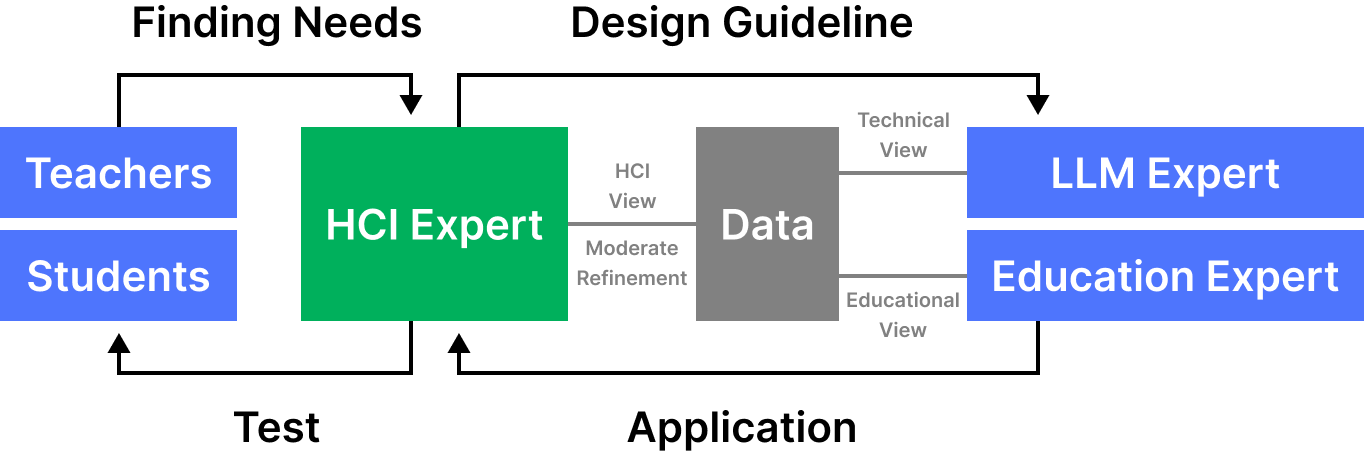 Finding Needs
Design Guideline
Teachers
Students
HCI Expert
HCI
View
Moderate
Refinement
Data
Technical
View
Educational
View
LLM Expert
Education Expert
Test
Application